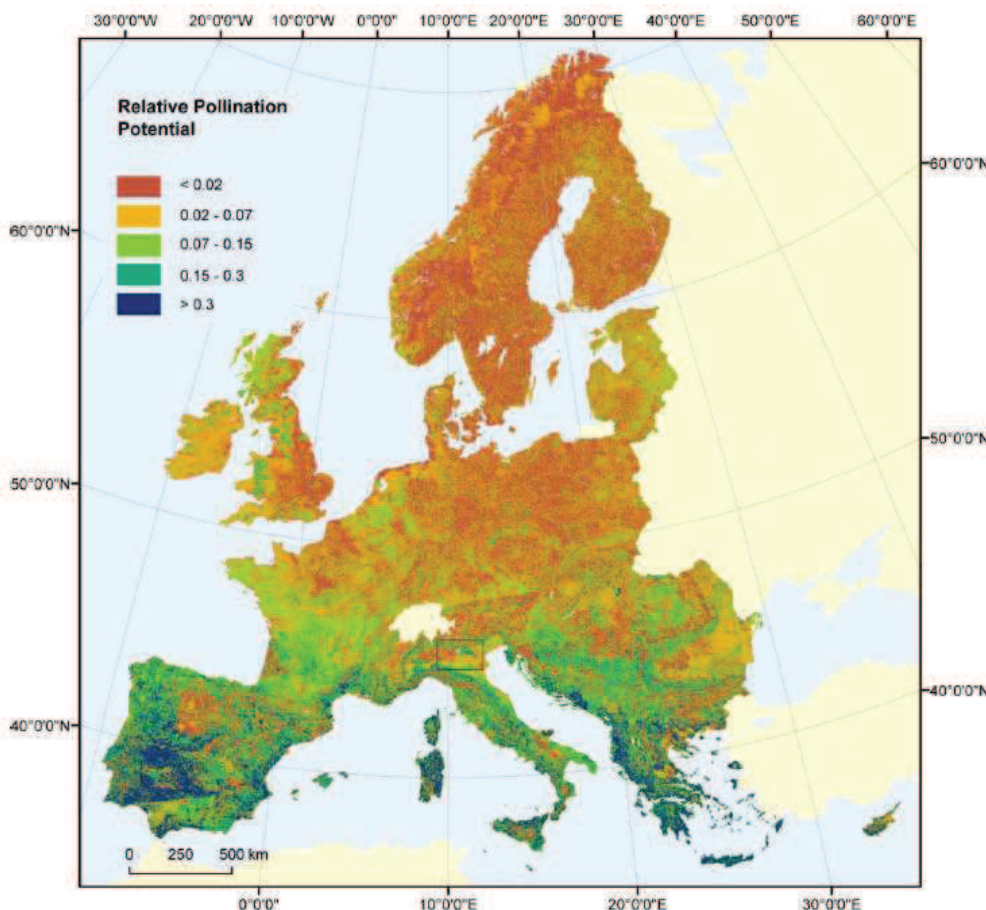 30°0'0"W 20°0'0"W 10°0'0"W 0°0'0" 10°0'0"E 20°0'0"E 30°0'0"E 40°0'0"E 50°0'0"E 60°0'0"E
Relative Pollination
Potential
< 0.02
0.02 - 0.07
0.07 - 0.15
0.15 - 0.3
> 0.3
60°0'0"N
60°0'0"N
50°0'0"N
50°0'0"N
40°0'0"N
40°0'0"N
0 250 500 km
0°0'0" 10°0'0"E 20°0'0"E 30°0'0"E